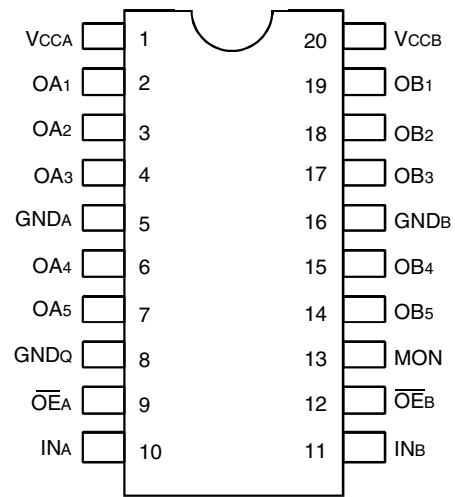 VCCA 1 20 VCCB
OA1 2 19 OB1
OA2 3 18 OB2
OA3 4 17 OB3
GNDA 5 16 GNDB
OA4 6 15 OB4
OA5 7 14 OB5
GNDQ 8 13 MON
O̅E̅A 9 12 O̅E̅B
INA 10 11 INB